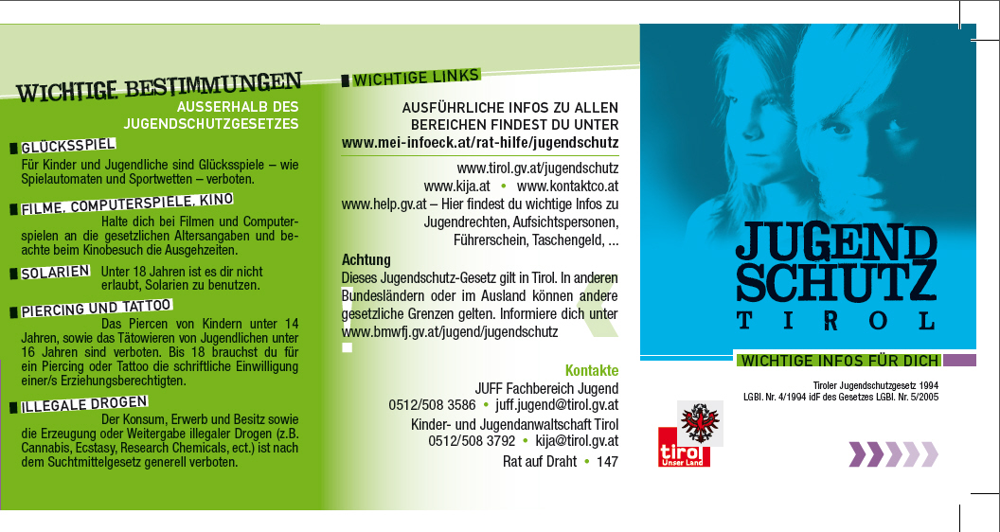 WICHTIGE BESTIMMUNGEN
AUSSERHALB DES
JUGENDSCHUTZGESETZES
GLÜCKSSPIEL
Für Kinder und Jugendliche sind Glücksspiele – wie
Spielautomaten und Sportwetten – verboten.
FILME, COMPUTERSPIELE, KINO
Halte dich bei Filmen und Computer-
spielen an die gesetzlichen Altersangaben und be-
achte beim Kinobesuch die Ausgehzeiten.
SOLARIEN Unter 18 Jahren ist es dir nicht
erlaubt, Solarien zu benutzen.
PIERCING UND TATTOO
Das Piercen von Kindern unter 14
Jahren, sowie das Tätowieren von Jugendlichen unter
16 Jahren sind verboten. Bis 18 brauchst du für
ein Piercing oder Tattoo die schriftliche Einwilligung
einer/s Erziehungsberechtigten.
ILLEGALE DROGEN
Der Konsum, Erwerb und Besitz sowie
die Erzeugung oder Weitergabe illegaler Drogen (z.B.
Cannabis, Ecstasy, Research Chemicals, ect.) ist nach
dem Suchtmittelgesetz generell verboten.
WICHTIGE LINKS
AUSFÜHRLICHE INFOS ZU ALLEN
BEREICHEN FINDEST DU UNTER
www.mei-infoeck.at/rat-hilfe/jugendschutz
www.tirol.gv.at/jugendschutz
www.kija.at • www.kontaktco.at
www.help.gv.at – Hier findest du wichtige Infos zu
Jugendrechten, Aufsichtspersonen,
Führerschein, Taschengeld, ...
Achtung
Dieses Jugendschutz-Gesetz gilt in Tirol. In anderen
Bundesländern oder im Ausland können andere
gesetzliche Grenzen gelten. Informiere dich unter
www.bmwfj.gv.at/jugend/jugendschutz
!
Kontakte
JUFF Fachbereich Jugend
0512/508 3586 • juff.jugend@tirol.gv.at
Kinder- und Jugendanwaltschaft Tirol
0512/508 3792 • kija@tirol.gv.at
Rat auf Draht • 147
JUGEND
SCHUTZ
TIROL
WICHTIGE INFOS FÜR DICH
Tiroler Jugendschutzgesetz 1994
LGBl. Nr. 4/1994 idF des Gesetzes LGBl. Nr. 5/2005
tirol
Unser Land